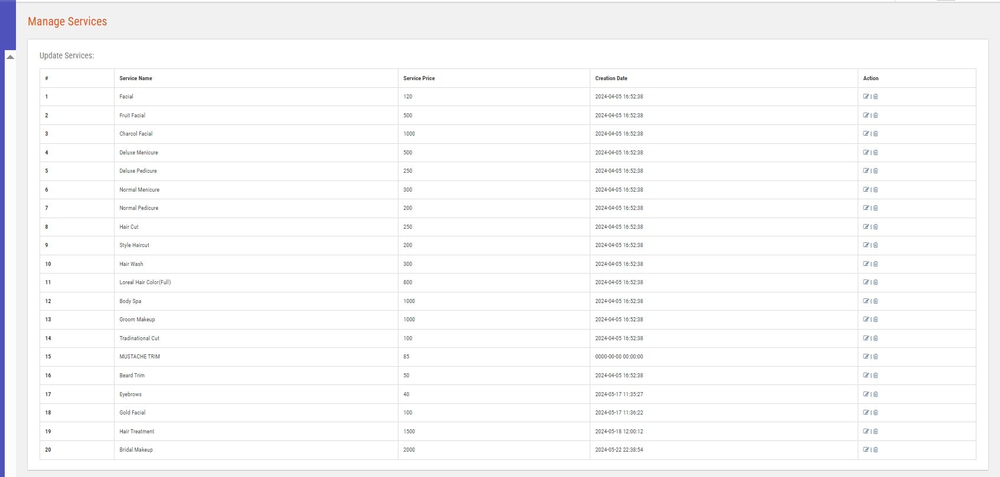 Manage Services
Update Services:
# Service Name Service Price Creation Date Action
1 Facial 120 2024-04-05 16:52:38 |
2 Fruit Facial 500 2024-04-05 16:52:38 |
3 Charcol Facial 1000 2024-04-05 16:52:38 |
4 Deluxe Menicure 500 2024-04-05 16:52:38 |
5 Deluxe Pedicure 250 2024-04-05 16:52:38 |
6 Normal Menicure 300 2024-04-05 16:52:38 |
7 Normal Pedicure 200 2024-04-05 16:52:38 |
8 Hair Cut 250 2024-04-05 16:52:38 |
9 Style Haircut 200 2024-04-05 16:52:38 |
10 Hair Wash 300 2024-04-05 16:52:38 |
11 Loreal Hair Color(Full) 800 2024-04-05 16:52:38 |
12 Body Spa 1000 2024-04-05 16:52:38 |
13 Groom Makeup 1000 2024-04-05 16:52:38 |
14 Tradinational Cut 100 2024-04-05 16:52:38 |
15 MUSTACHE TRIM 85 0000-00-00 00:00:00 |
16 Beard Trim 50 2024-04-05 16:52:38 |
17 Eyebrows 40 2024-05-17 11:35:27 |
18 Gold Facial 100 2024-05-17 11:36:22 |
19 Hair Treatment 1500 2024-05-18 12:00:12 |
20 Bridal Makeup 2000 2024-05-22 22:38:54 |